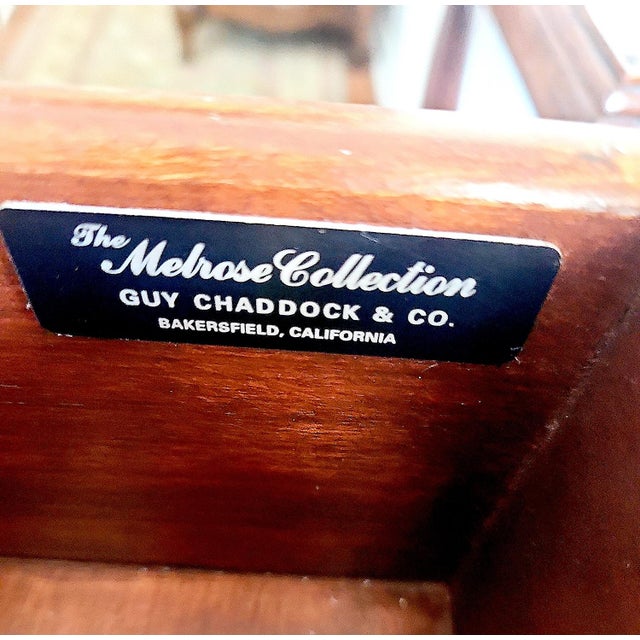 The Melrose Collection
GUY CHADDOCK & CO.
BAKERSFIELD, CALIFORNIA